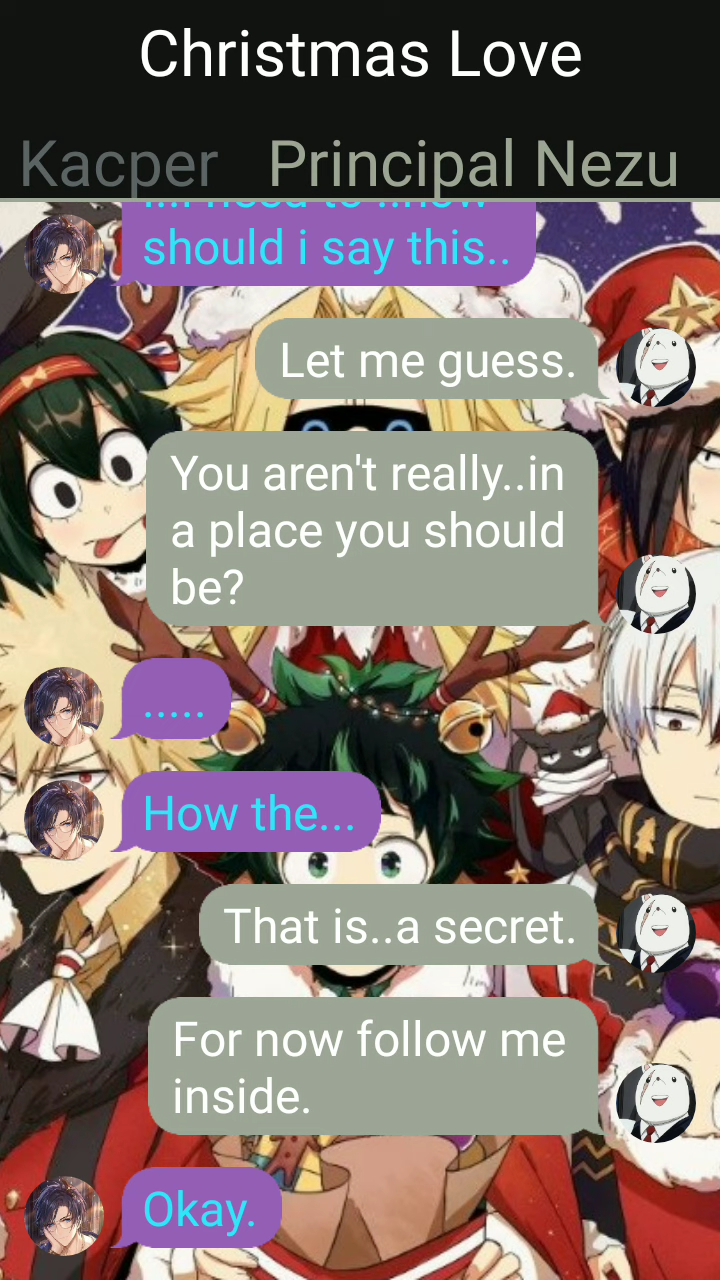 Christmas Love
Kacper Principal Nezu
should i say this..
Let me guess.
You aren't really..in
a place you should
be?
.....
How the...
That is..a secret.
For now follow me
inside.
Okay.